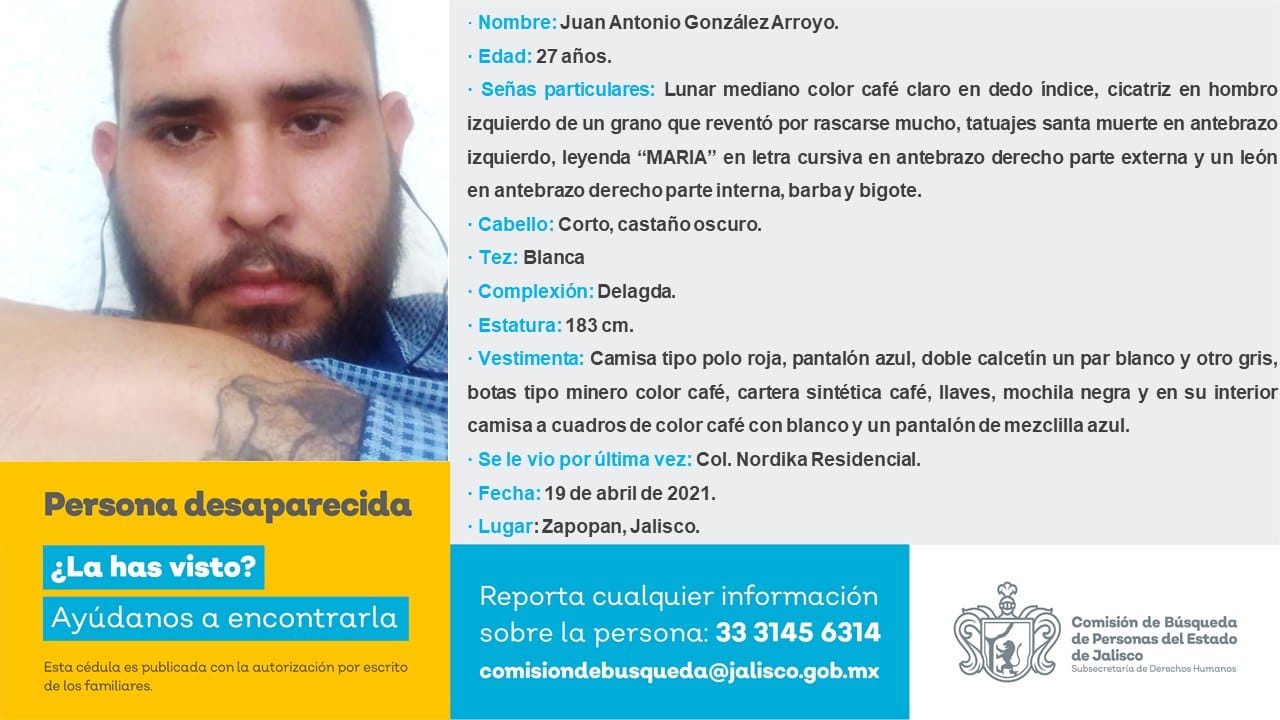 · Nombre: Juan Antonio González Arroyo.
· Edad: 27 años.
· Señas particulares: Lunar mediano color café claro en dedo índice, cicatriz en hombro
izquierdo de un grano que reventó por rascarse mucho, tatuajes santa muerte en antebrazo
izquierdo, leyenda “MARIA” en letra cursiva en antebrazo derecho parte externa y un león
en antebrazo derecho parte interna, barba y bigote.
· Cabello: Corto, castaño oscuro.
· Tez: Blanca
· Complexión: Delagda.
· Estatura: 183 cm.
· Vestimenta: Camisa tipo polo roja, pantalón azul, doble calcetín un par blanco y otro gris,
botas tipo minero color café, cartera sintética café, llaves, mochila negra y en su interior
camisa a cuadros de color café con blanco y un pantalón de mezclilla azul.
· Se le vio por última vez: Col. Nordika Residencial.
· Fecha: 19 de abril de 2021.
· Lugar: Zapopan, Jalisco.
Persona desaparecida
¿La has visto?
Ayúdanos a encontrarla
Esta cédula es publicada con la autorización por escrito
de los familiares.
Reporta cualquier información
sobre la persona: 33 3145 6314
comisiondebusqueda@jalisco.gob.mx
Comisión de Búsqueda
de Personas del Estado
de Jalisco
Subsecretaría de Derechos Humanos